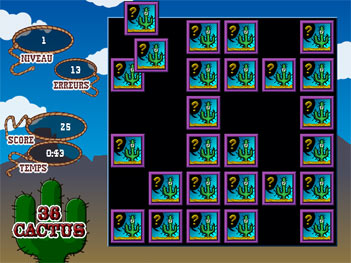 1
NIVEAU
13
ERREURS
25
SCORE
0:43
TEMPS
36
CACTUS
? ? ?
?
? ? ? ? ?
?
? ? ? ?
? ? ? ? ?
? ? ? ? ?